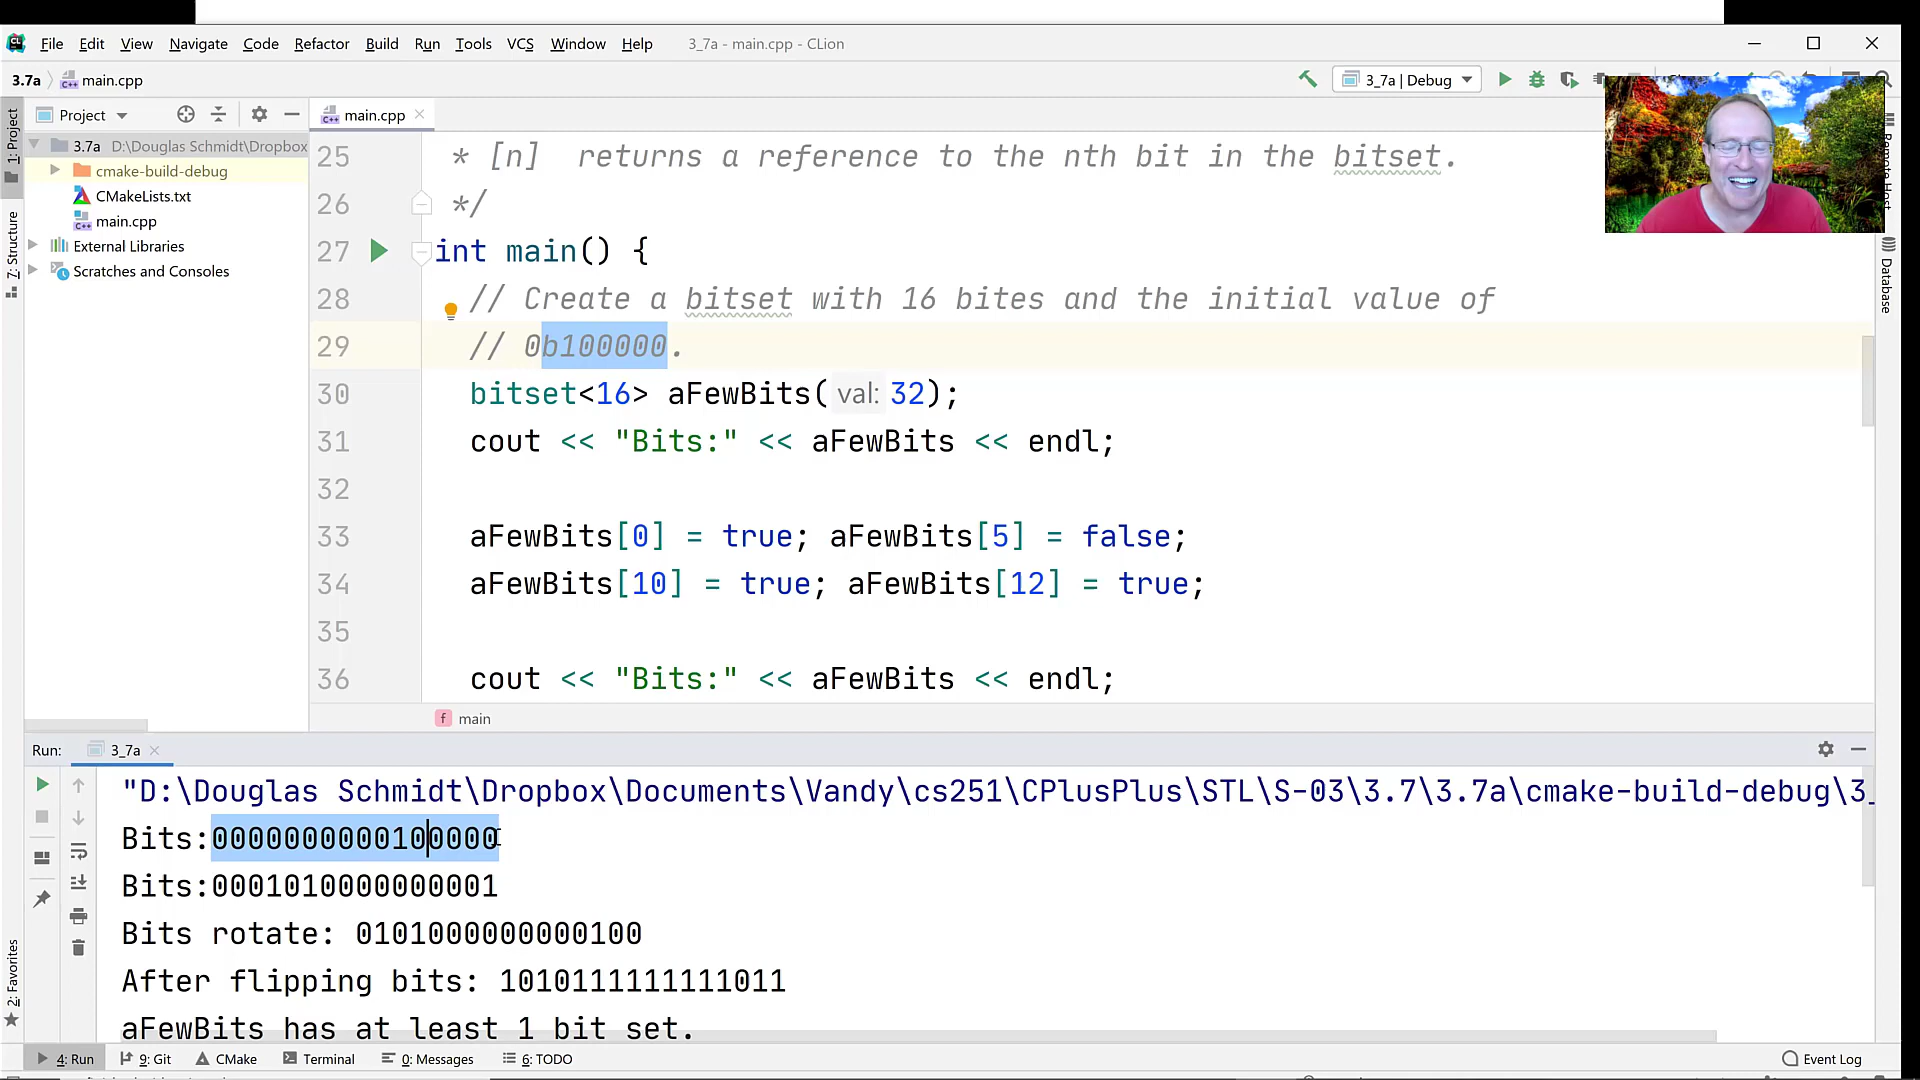 File Edit View Navigate Code Refactor Build Run Tools VCS Window Help 3_7a - main.cpp - CLion
3.7a main.cpp 3_7a | Debug
Project main.cpp
1: Project
3.7a D:\Douglas Schmidt\Dropbox
cmake-build-debug
CMakeLists.txt
main.cpp
External Libraries
Scratches and Consoles
7: Structure
Remote Host
Database
25 * [n] returns a reference to the nth bit in the bitset.
26 */
27 int main() {
28 // Create a bitset with 16 bites and the initial value of
29 // 0b100000.
30 bitset<16> aFewBits( val: 32);
31 cout << "Bits:" << aFewBits << endl;
32
33 aFewBits[0] = true; aFewBits[5] = false;
34 aFewBits[10] = true; aFewBits[12] = true;
35
36 cout << "Bits:" << aFewBits << endl;
f main
Run: 3_7a
"D:\Douglas Schmidt\Dropbox\Documents\Vandy\cs251\CPlusPlus\STL\S-03\3.7\3.7a\cmake-build-debug\3_
Bits:0000000000100000
Bits:0001010000000001
Bits rotate: 0101000000000100
After flipping bits: 1010111111111011
aFewBits has at least 1 bit set.
2: Favorites
4: Run 9: Git CMake Terminal 0: Messages 6: TODO Event Log